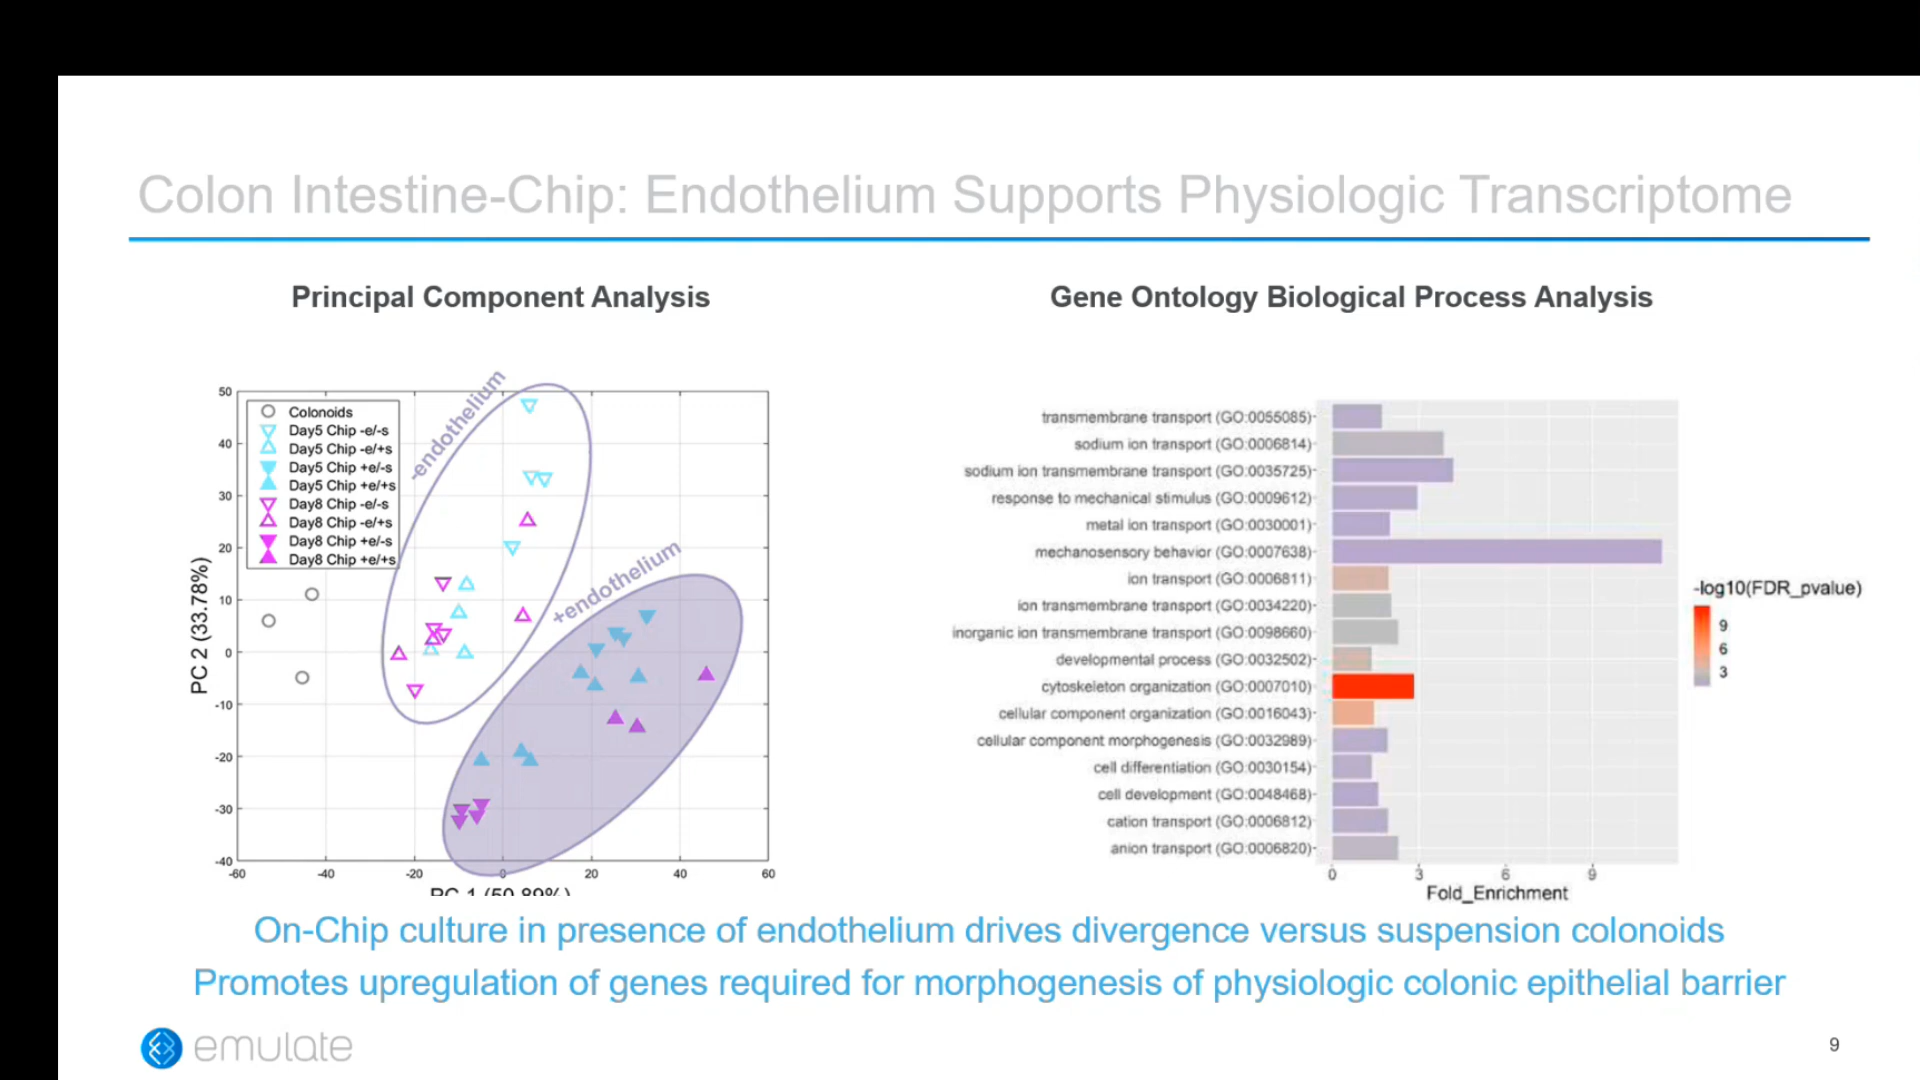 Colon Intestine-Chip: Endothelium Supports Physiologic Transcriptome
Principal Component Analysis
-endothelium
+endothelium
50
40
30
20
10
0
-10
-20
-30
-40
PC 2 (33.78%)
Colonoids
Day5 Chip -e/-s
Day5 Chip -e/+s
Day5 Chip +e/-s
Day5 Chip +e/+s
Day8 Chip -e/-s
Day8 Chip -e/+s
Day8 Chip +e/-s
Day8 Chip +e/+s
-60 -40 -20 0 20 40 60
PC 1 (50.89%)
Gene Ontology Biological Process Analysis
transmembrane transport (GO:0055085)
sodium ion transport (GO:0006814)
sodium ion transmembrane transport (GO:0035725)
response to mechanical stimulus (GO:0009612)
metal ion transport (GO:0030001)
mechanosensory behavior (GO:0007638)
ion transport (GO:0006811)
ion transmembrane transport (GO:0034220)
inorganic ion transmembrane transport (GO:0098660)
developmental process (GO:0032502)
cytoskeleton organization (GO:0007010)
cellular component organization (GO:0016043)
cellular component morphogenesis (GO:0032989)
cell differentiation (GO:0030154)
cell development (GO:0048468)
cation transport (GO:0006812)
anion transport (GO:0006820)
0 3 6 9
Fold_Enrichment
-log10(FDR_pvalue)
9
6
3
On-Chip culture in presence of endothelium drives divergence versus suspension colonoids
Promotes upregulation of genes required for morphogenesis of physiologic colonic epithelial barrier
emulate
9